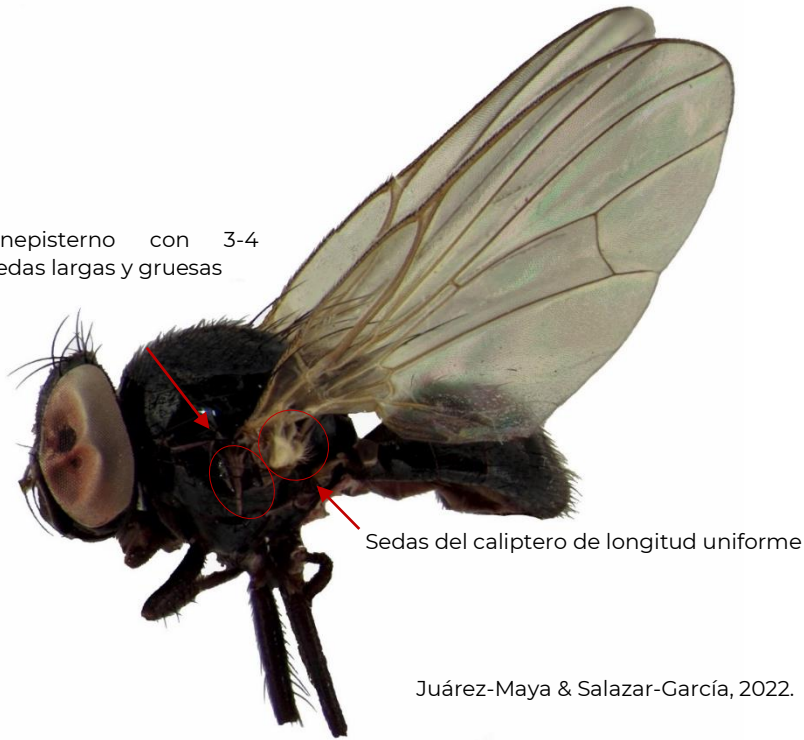 nepisterno con 3-4
edas largas y gruesas
Sedas del caliptero de longitud uniforme
Juárez-Maya & Salazar-García, 2022.